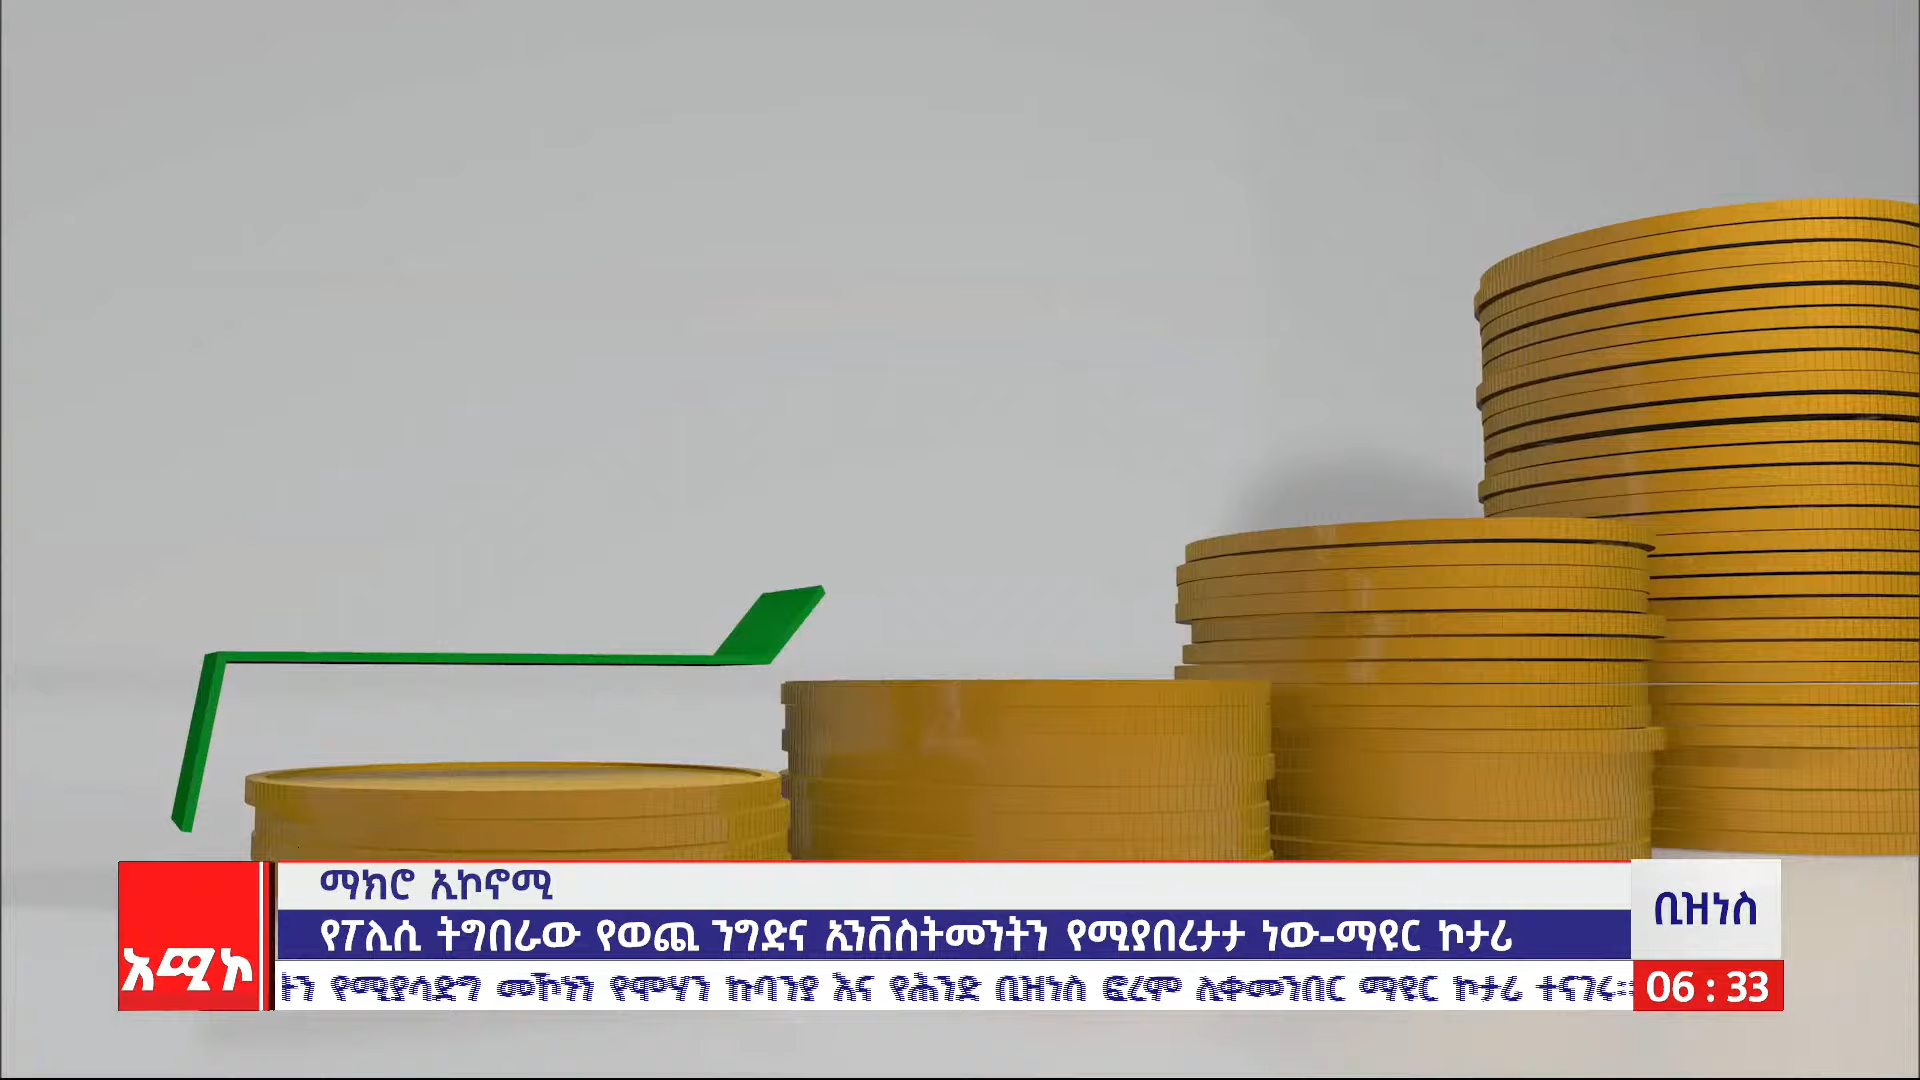 ማክሮ ኢኮኖሚ
የፖሊሲ ትግበራው የወጪ ንግድና ኢንቨስትመንትን የሚያበረታታ ነው-ማዩር ኮታሪ
ቢዝነስ
አሚኮ
ትን የሚያሳድግ መኾኑን የሞሃን ኩባንያ እና የሕንድ ቢዝነስ ፎረም ሊቀመንበር ማዩር ኮታሪ ተናገሩ።
06 : 33